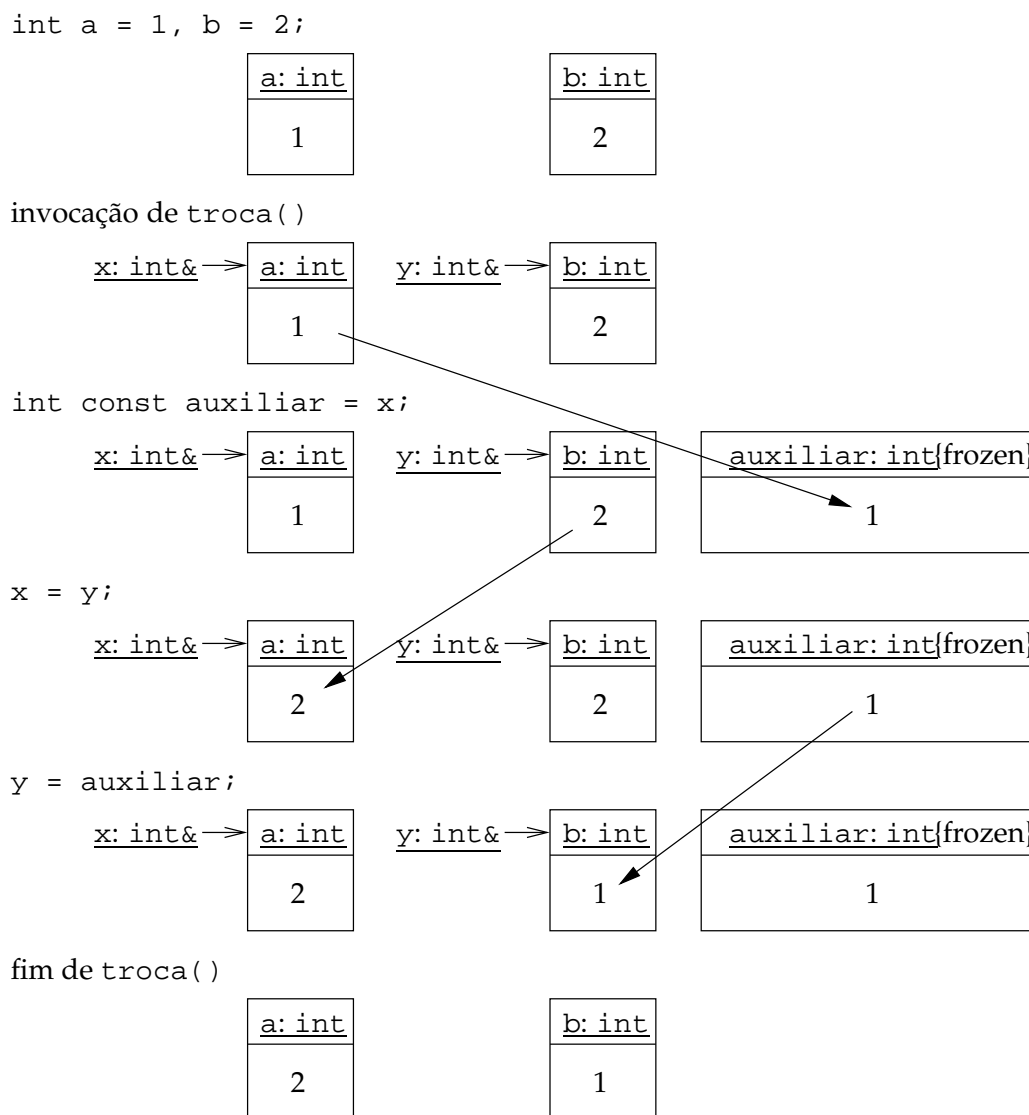 int a = 1, b = 2;
a: int b: int
1 2
invocação de troca()
x: int& a: int y: int& b: int
1 2
int const auxiliar = x;
x: int& a: int y: int& b: int auxiliar: int{frozen}
1 2 1
x = y;
x: int& a: int y: int& b: int auxiliar: int{frozen}
2 2 1
y = auxiliar;
x: int& a: int y: int& b: int auxiliar: int{frozen}
2 1 1
fim de troca()
a: int b: int
2 1